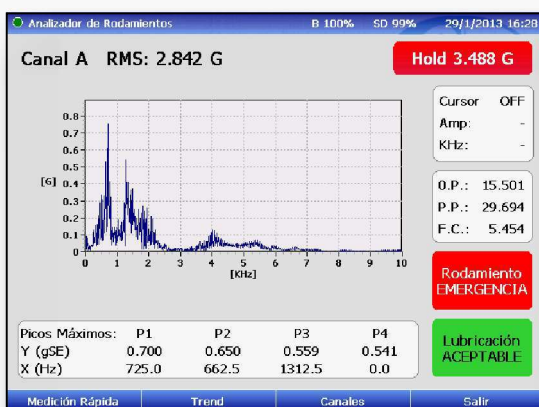 Analizador de Rodamientos B 100% SD 99% 29/1/2013 16:28
Canal A RMS: 2.842 G Hold 3.488 G
Cursor OFF
Amp: -
KHz: -
0.8
0.7
0.6
0.5
[G] 0.4
0.3
0.2
0.1
0
0 1 2 3 4 5 6 7 8 9 10
[KHz]
O.P.: 15.501
P.P.: 29.694
F.C.: 5.454
Rodamiento
EMERGENCIA
Picos Máximos: P1 P2 P3 P4
Y (gSE) 0.700 0.650 0.559 0.541
X (Hz) 725.0 662.5 1312.5 0.0
Lubricación
ACEPTABLE
Medición Rápida Trend Canales Salir